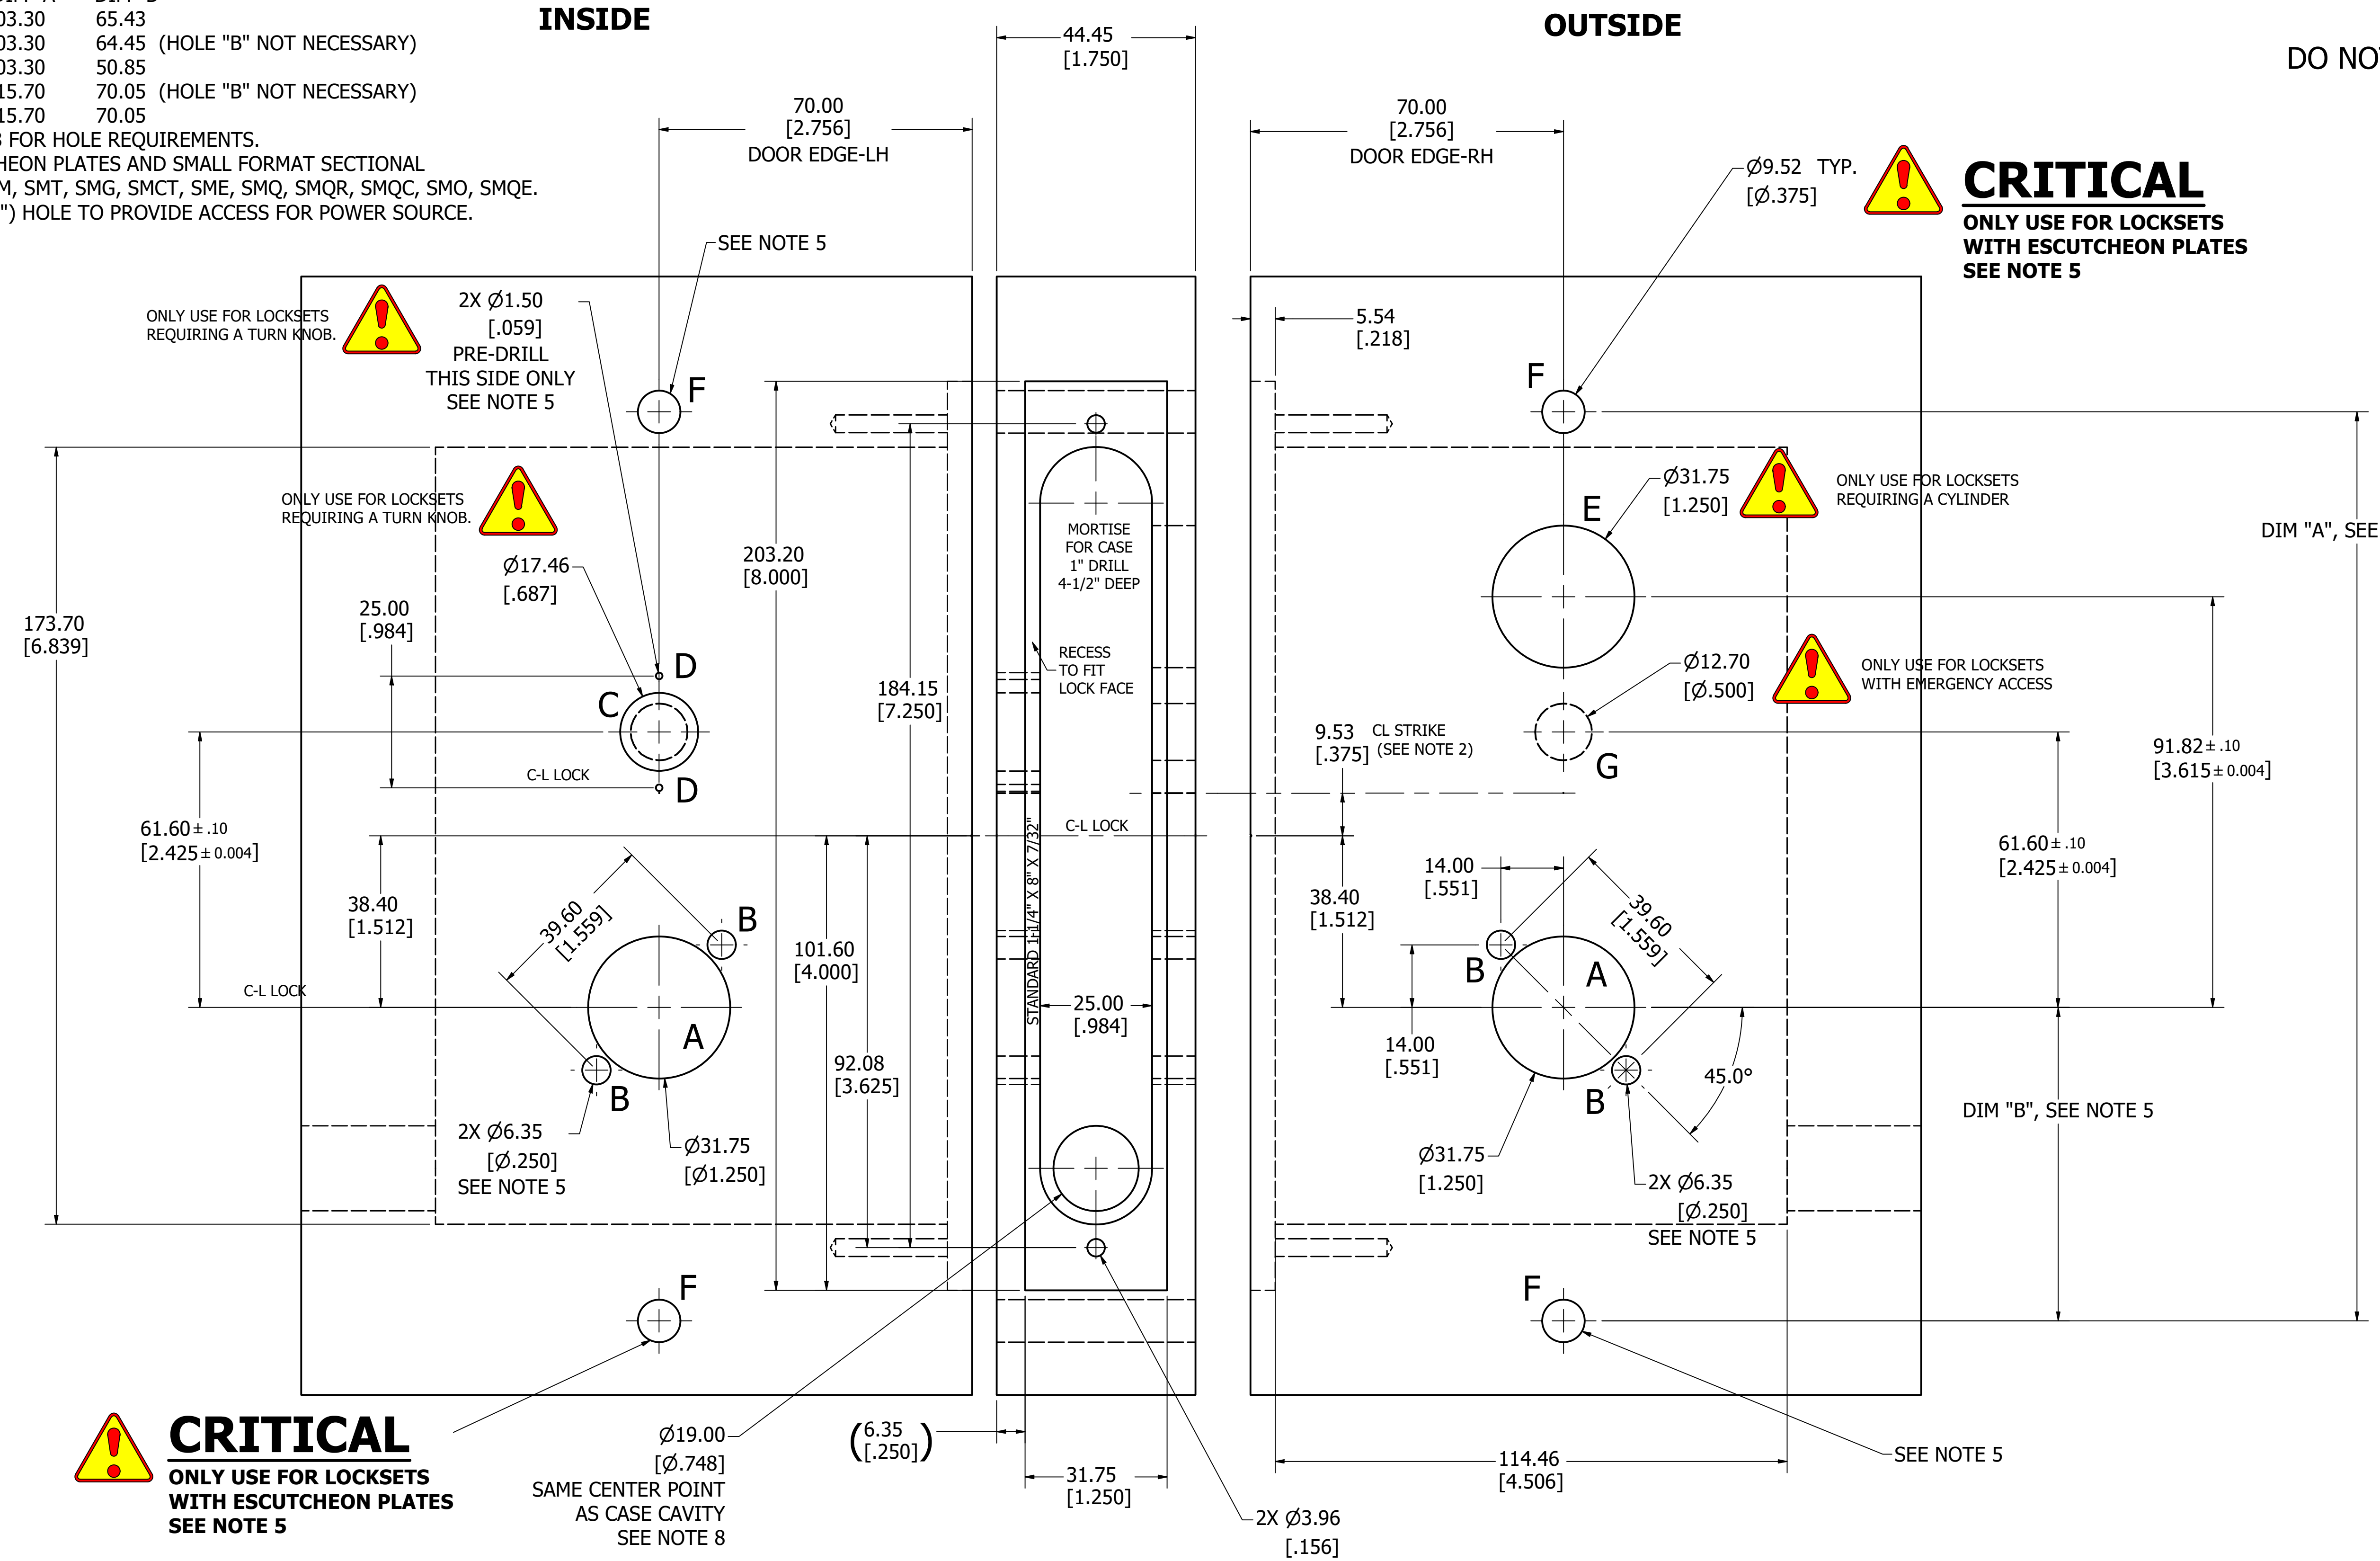 03.30 65.43
03.30 64.45 (HOLE "B" NOT NECESSARY)
03.30 50.85
15.70 70.05 (HOLE "B" NOT NECESSARY)
15.70 70.05
FOR HOLE REQUIREMENTS.
HEON PLATES AND SMALL FORMAT SECTIONAL
M, SMT, SMG, SMCT, SME, SMQ, SMQR, SMQC, SMO, SMQE.
") HOLE TO PROVIDE ACCESS FOR POWER SOURCE.
INSIDE
OUTSIDE
DO NO
44.45
[1.750]
70.00
[2.756]
DOOR EDGE-LH
70.00
[2.756]
DOOR EDGE-RH
Ø9.52 TYP.
[Ø.375]
CRITICAL
ONLY USE FOR LOCKSETS
WITH ESCUTCHEON PLATES
SEE NOTE 5
SEE NOTE 5
ONLY USE FOR LOCKSETS
REQUIRING A TURN KNOB.
2X Ø1.50
[.059]
PRE-DRILL
THIS SIDE ONLY
SEE NOTE 5
F
5.54
[.218]
F
ONLY USE FOR LOCKSETS
REQUIRING A TURN KNOB.
Ø17.46
[.687]
203.20
[8.000]
MORTISE
FOR CASE
1" DRILL
4-1/2" DEEP
E
Ø31.75
[1.250]
ONLY USE FOR LOCKSETS
REQUIRING A CYLINDER
DIM "A", SEE
173.70
[6.839]
25.00
[.984]
D
C
D
C-L LOCK
184.15
[7.250]
RECESS
TO FIT
LOCK FACE
Ø12.70
[Ø.500]
ONLY USE FOR LOCKSETS
WITH EMERGENCY ACCESS
9.53
[.375]
CL STRIKE
(SEE NOTE 2)
G
91.82± .10
[3.615± 0.004]
61.60± .10
[2.425± 0.004]
C-L LOCK
STANDARD 1-1/4" X 8" X 7/32"
61.60± .10
[2.425± 0.004]
38.40
[1.512]
39.60
[1.559]
B
101.60
[4.000]
C-L LOCK
A
B
92.08
[3.625]
25.00
[.984]
14.00
[.551]
38.40
[1.512]
39.60
[1.559]
B
A
14.00
[.551]
B
45.0°
DIM "B", SEE NOTE 5
2X Ø6.35
[Ø.250]
SEE NOTE 5
Ø31.75
[Ø1.250]
Ø31.75
[1.250]
2X Ø6.35
[Ø.250]
SEE NOTE 5
F
F
CRITICAL
ONLY USE FOR LOCKSETS
WITH ESCUTCHEON PLATES
SEE NOTE 5
Ø19.00
[Ø.748]
SAME CENTER POINT
AS CASE CAVITY
SEE NOTE 8
(6.35
[.250])
31.75
[1.250]
2X Ø3.96
[.156]
114.46
[4.506]
SEE NOTE 5